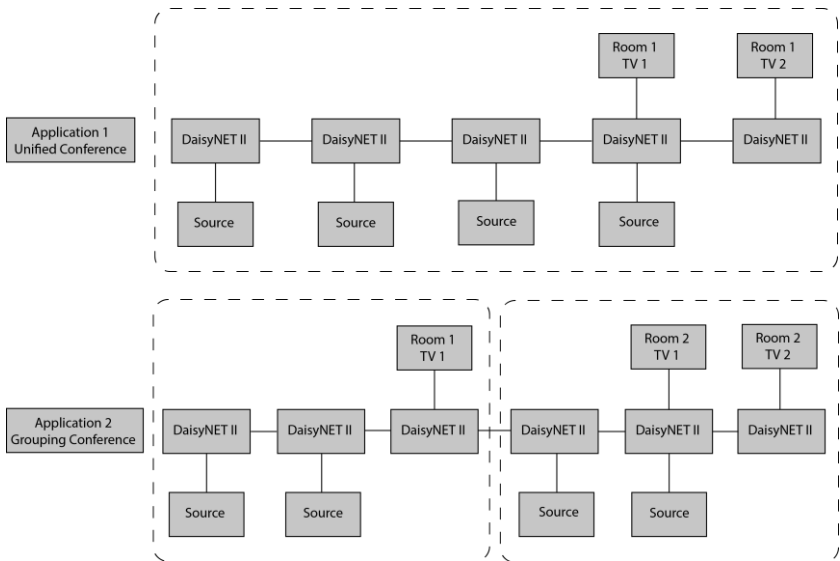 Room 1
TV 1
Room 1
TV 2
Application 1
Unified Conference
DaisyNET II
DaisyNET II
DaisyNET II
DaisyNET II
DaisyNET II
Source
Source
Source
Source
Room 1
TV 1
Room 2
TV 1
Room 2
TV 2
Application 2
Grouping Conference
DaisyNET II
DaisyNET II
DaisyNET II
DaisyNET II
DaisyNET II
DaisyNET II
Source
Source
Source
Source